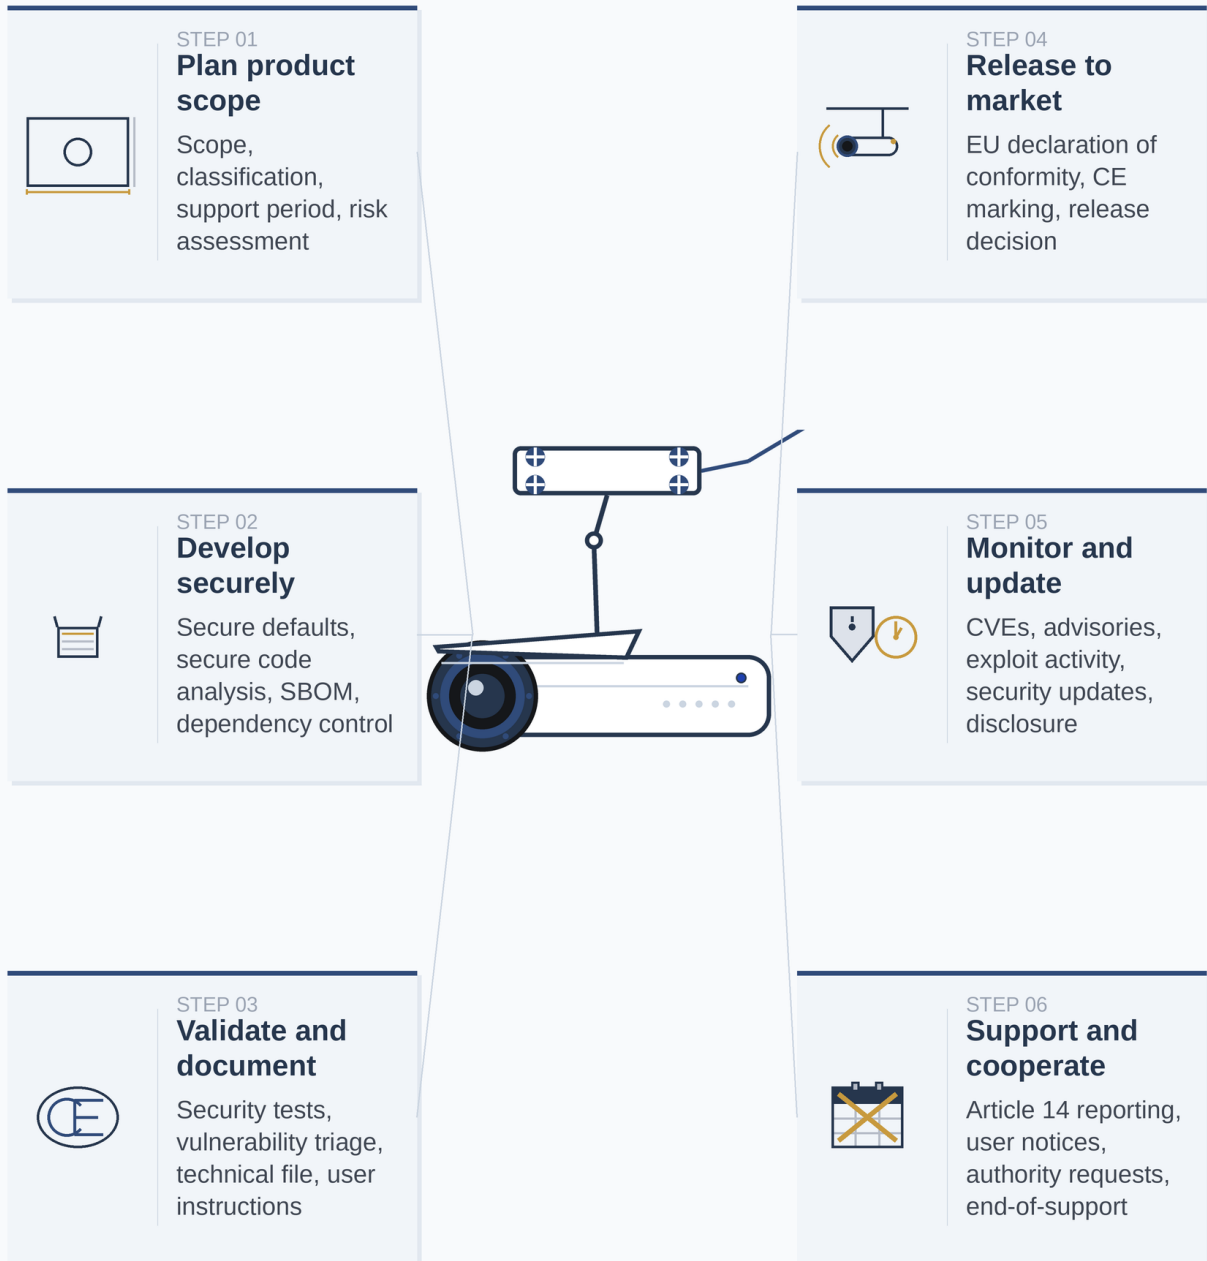 STEP 01
Plan product
scope
Scope,
classification,
support period, risk
assessment
STEP 02
Develop
securely
Secure defaults,
secure code
analysis, SBOM,
dependency control
STEP 03
Validate and
document
Security tests,
vulnerability triage,
technical file, user
instructions
CE
STEP 04
Release to
market
EU declaration of
conformity, CE
marking, release
decision
STEP 05
Monitor and
update
CVEs, advisories,
exploit activity,
security updates,
disclosure
STEP 06
Support and
cooperate
Article 14 reporting,
user notices,
authority requests,
end-of-support